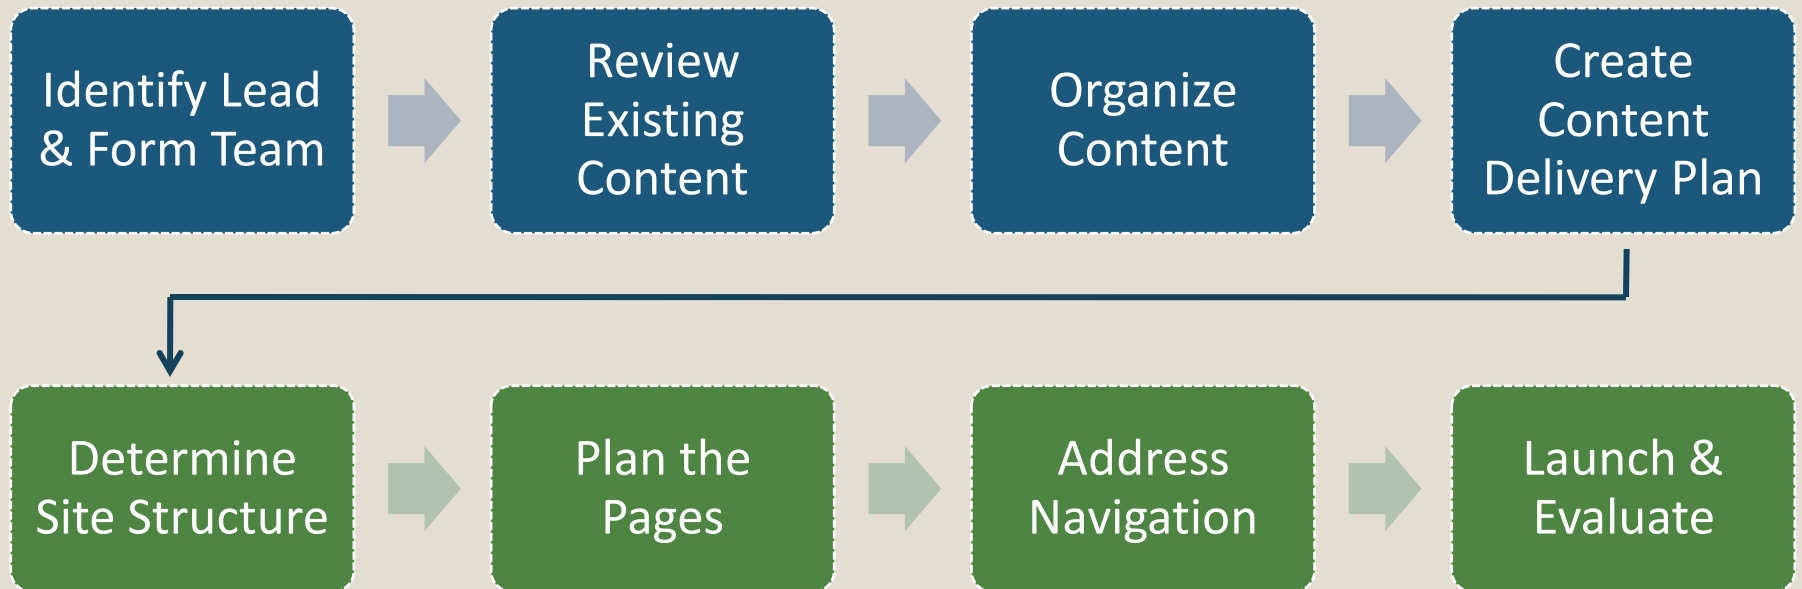 Identify Lead
& Form Team
Review
Existing
Content
Organize
Content
Create
Content
Delivery Plan
Determine
Site Structure
Plan the
Pages
Address
Navigation
Launch &
Evaluate